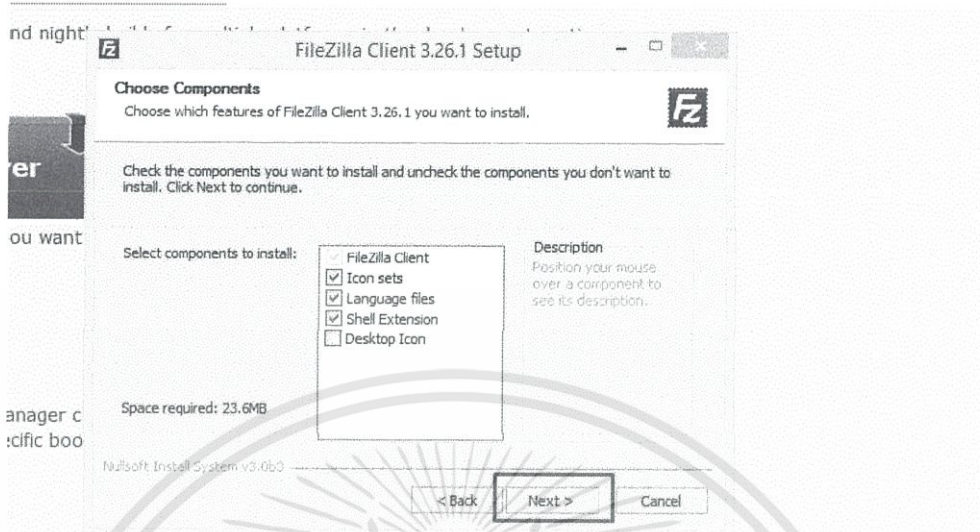 nd night
FileZilla Client 3.26.1 Setup
Choose Components
Choose which features of FileZilla Client 3.26.1 you want to install.
Fz
er
Check the components you want to install and uncheck the components you don't want to
install. Click Next to continue.
ou want
Select components to install:
FileZilla Client
Icon sets
Language files
Shell Extension
Desktop Icon
Description
Position your mouse
over a component to
see its description.
Space required: 23.6MB
anager c
ecific boo
Nullsoft Install System v3.0b3
< Back
Next >
Cancel